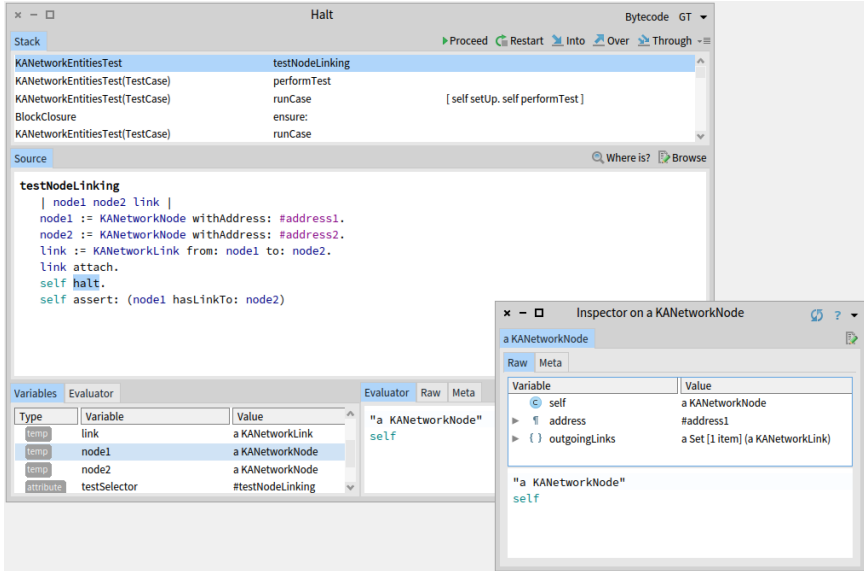 Halt
Bytecode GT
Stack
Proceed Restart Into Over Through
KANetworkEntitiesTest testNodeLinking
KANetworkEntitiesTest(TestCase) performTest
KANetworkEntitiesTest(TestCase) runCase [ self setUp. self performTest ]
BlockClosure ensure:
KANetworkEntitiesTest(TestCase) runCase
Source
Where is? Browse
testNodeLinking
| node1 node2 link |
node1 := KANetworkNode withAddress: #address1.
node2 := KANetworkNode withAddress: #address2.
link := KANetworkLink from: node1 to: node2.
link attach.
self halt.
self assert: (node1 hasLinkTo: node2)
Variables Evaluator
Type Variable Value
temp link a KANetworkLink
temp node1 a KANetworkNode
temp node2 a KANetworkNode
attribute testSelector #testNodeLinking
Evaluator Raw Meta
"a KANetworkNode"
self
Inspector on a KANetworkNode
?
a KANetworkNode
Raw Meta
Variable Value
C self a KANetworkNode
¶ address #address1
{ } outgoingLinks a Set [1 item] (a KANetworkLink)
"a KANetworkNode"
self